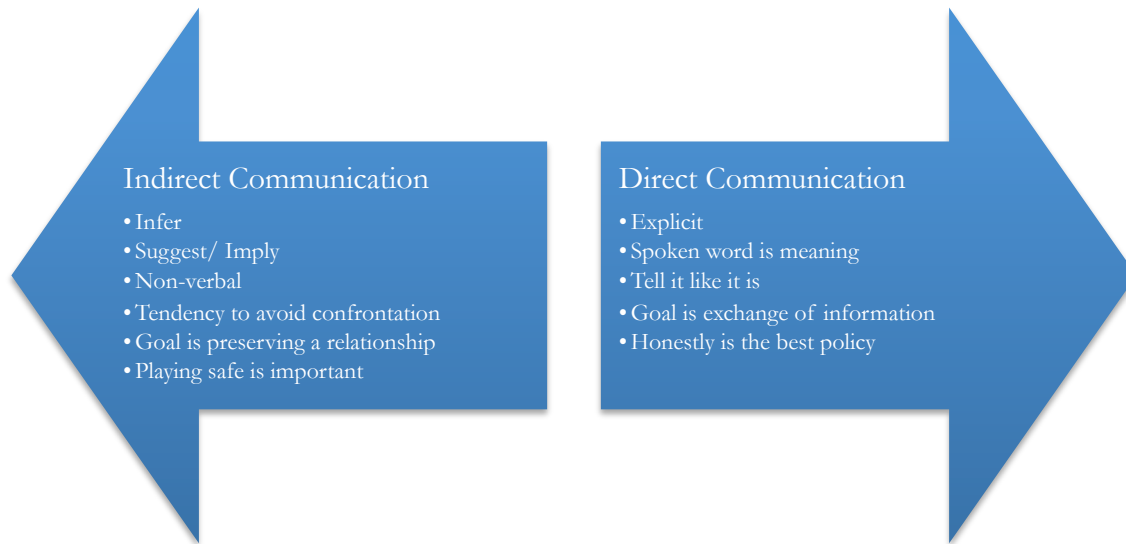 Indirect Communication
• Infer
• Suggest/ Imply
• Non-verbal
• Tendency to avoid confrontation
• Goal is preserving a relationship
• Playing safe is important
Direct Communication
• Explicit
• Spoken word is meaning
• Tell it like it is
• Goal is exchange of information
• Honestly is the best policy